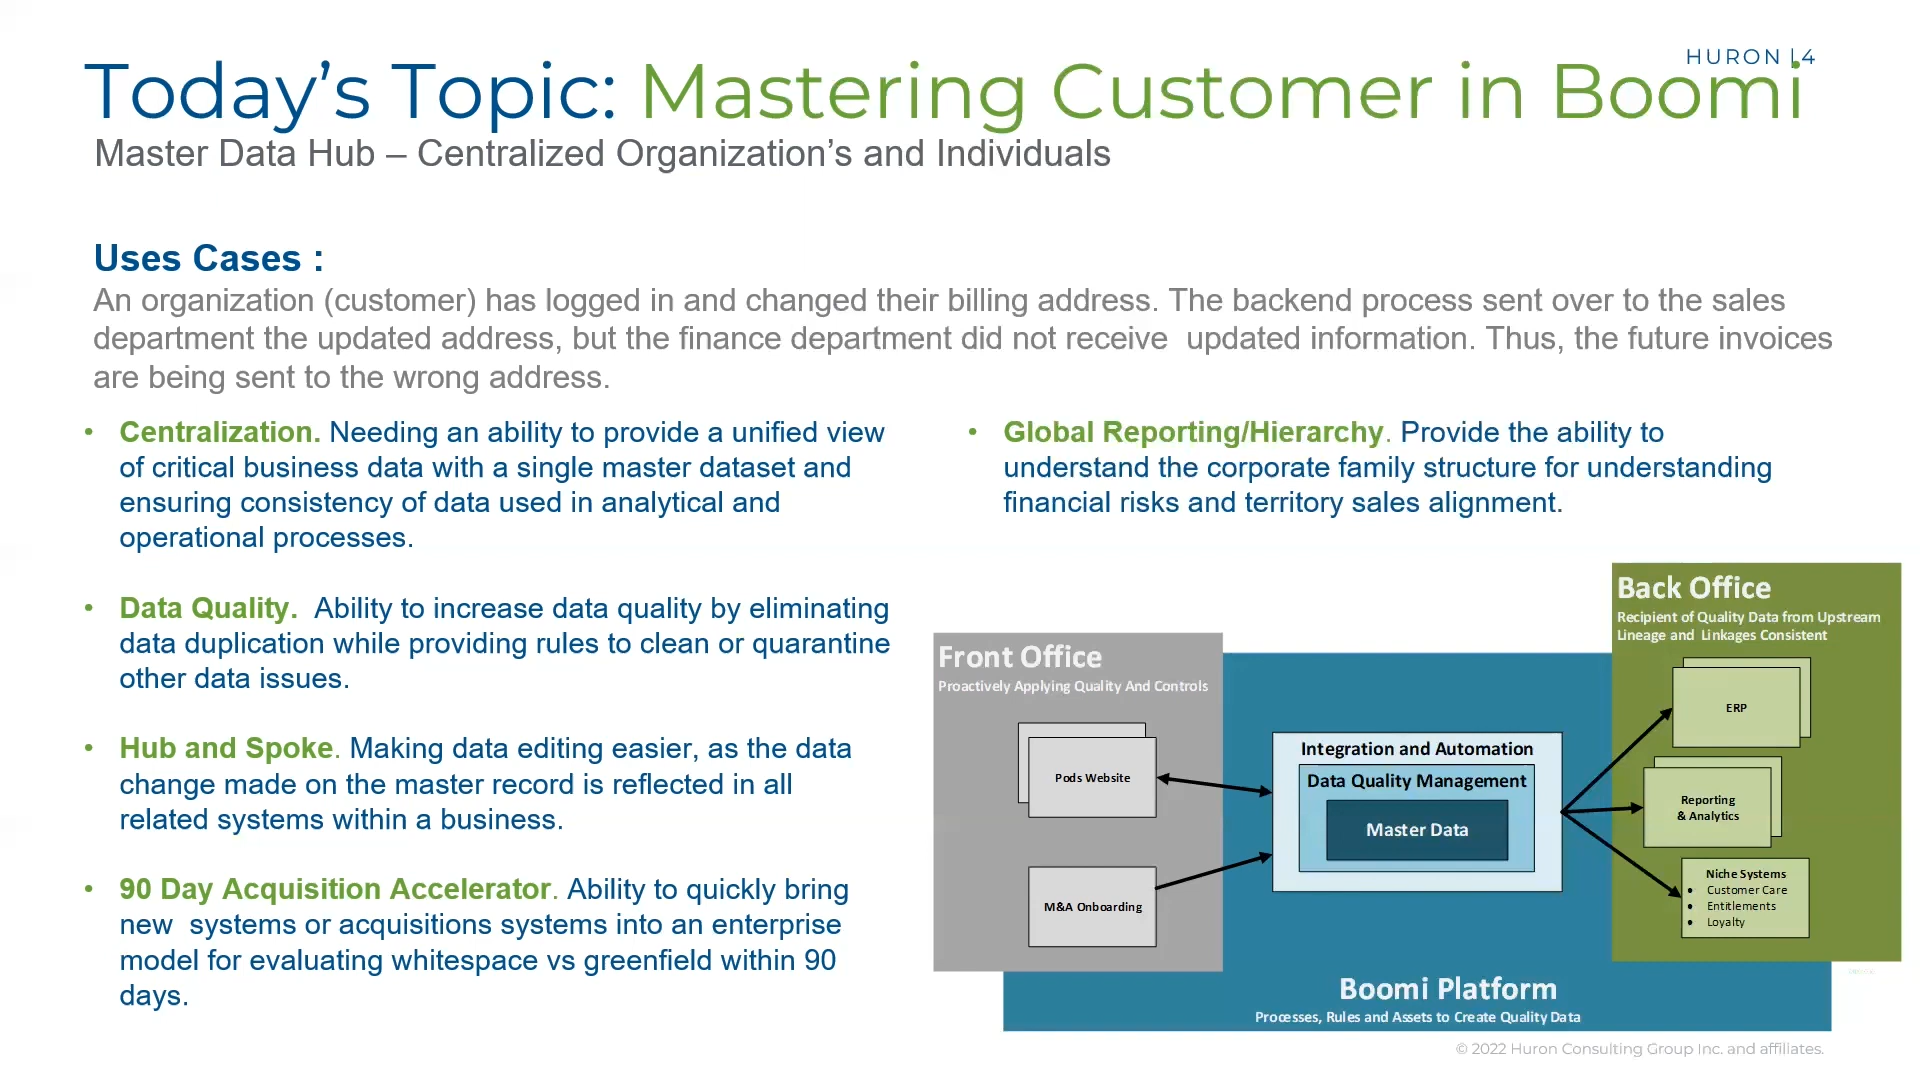 HURON |4
Today’s Topic: Mastering Customer in Boomi
Master Data Hub – Centralized Organization’s and Individuals
Uses Cases :
An organization (customer) has logged in and changed their billing address. The backend process sent over to the sales
department the updated address, but the finance department did not receive  updated information. Thus, the future invoices
are being sent to the wrong address.
• Centralization. Needing an ability to provide a unified view
of critical business data with a single master dataset and
ensuring consistency of data used in analytical and
operational processes.
• Data Quality.  Ability to increase data quality by eliminating
data duplication while providing rules to clean or quarantine
other data issues.
• Hub and Spoke. Making data editing easier, as the data
change made on the master record is reflected in all
related systems within a business.
• 90 Day Acquisition Accelerator. Ability to quickly bring
new  systems or acquisitions systems into an enterprise
model for evaluating whitespace vs greenfield within 90
days.
• Global Reporting/Hierarchy. Provide the ability to
understand the corporate family structure for understanding
financial risks and territory sales alignment.
Front Office
Proactively Applying Quality And Controls
Pods Website
M&A Onboarding
Integration and Automation
Data Quality Management
Master Data
Back Office
Recipient of Quality Data from Upstream
Lineage and Linkages Consistent
ERP
Reporting
& Analytics
Niche Systems
• Customer Care
• Entitlements
• Loyalty
Boomi Platform
Processes, Rules and Assets to Create Quality Data
© 2022 Huron Consulting Group Inc. and affiliates.